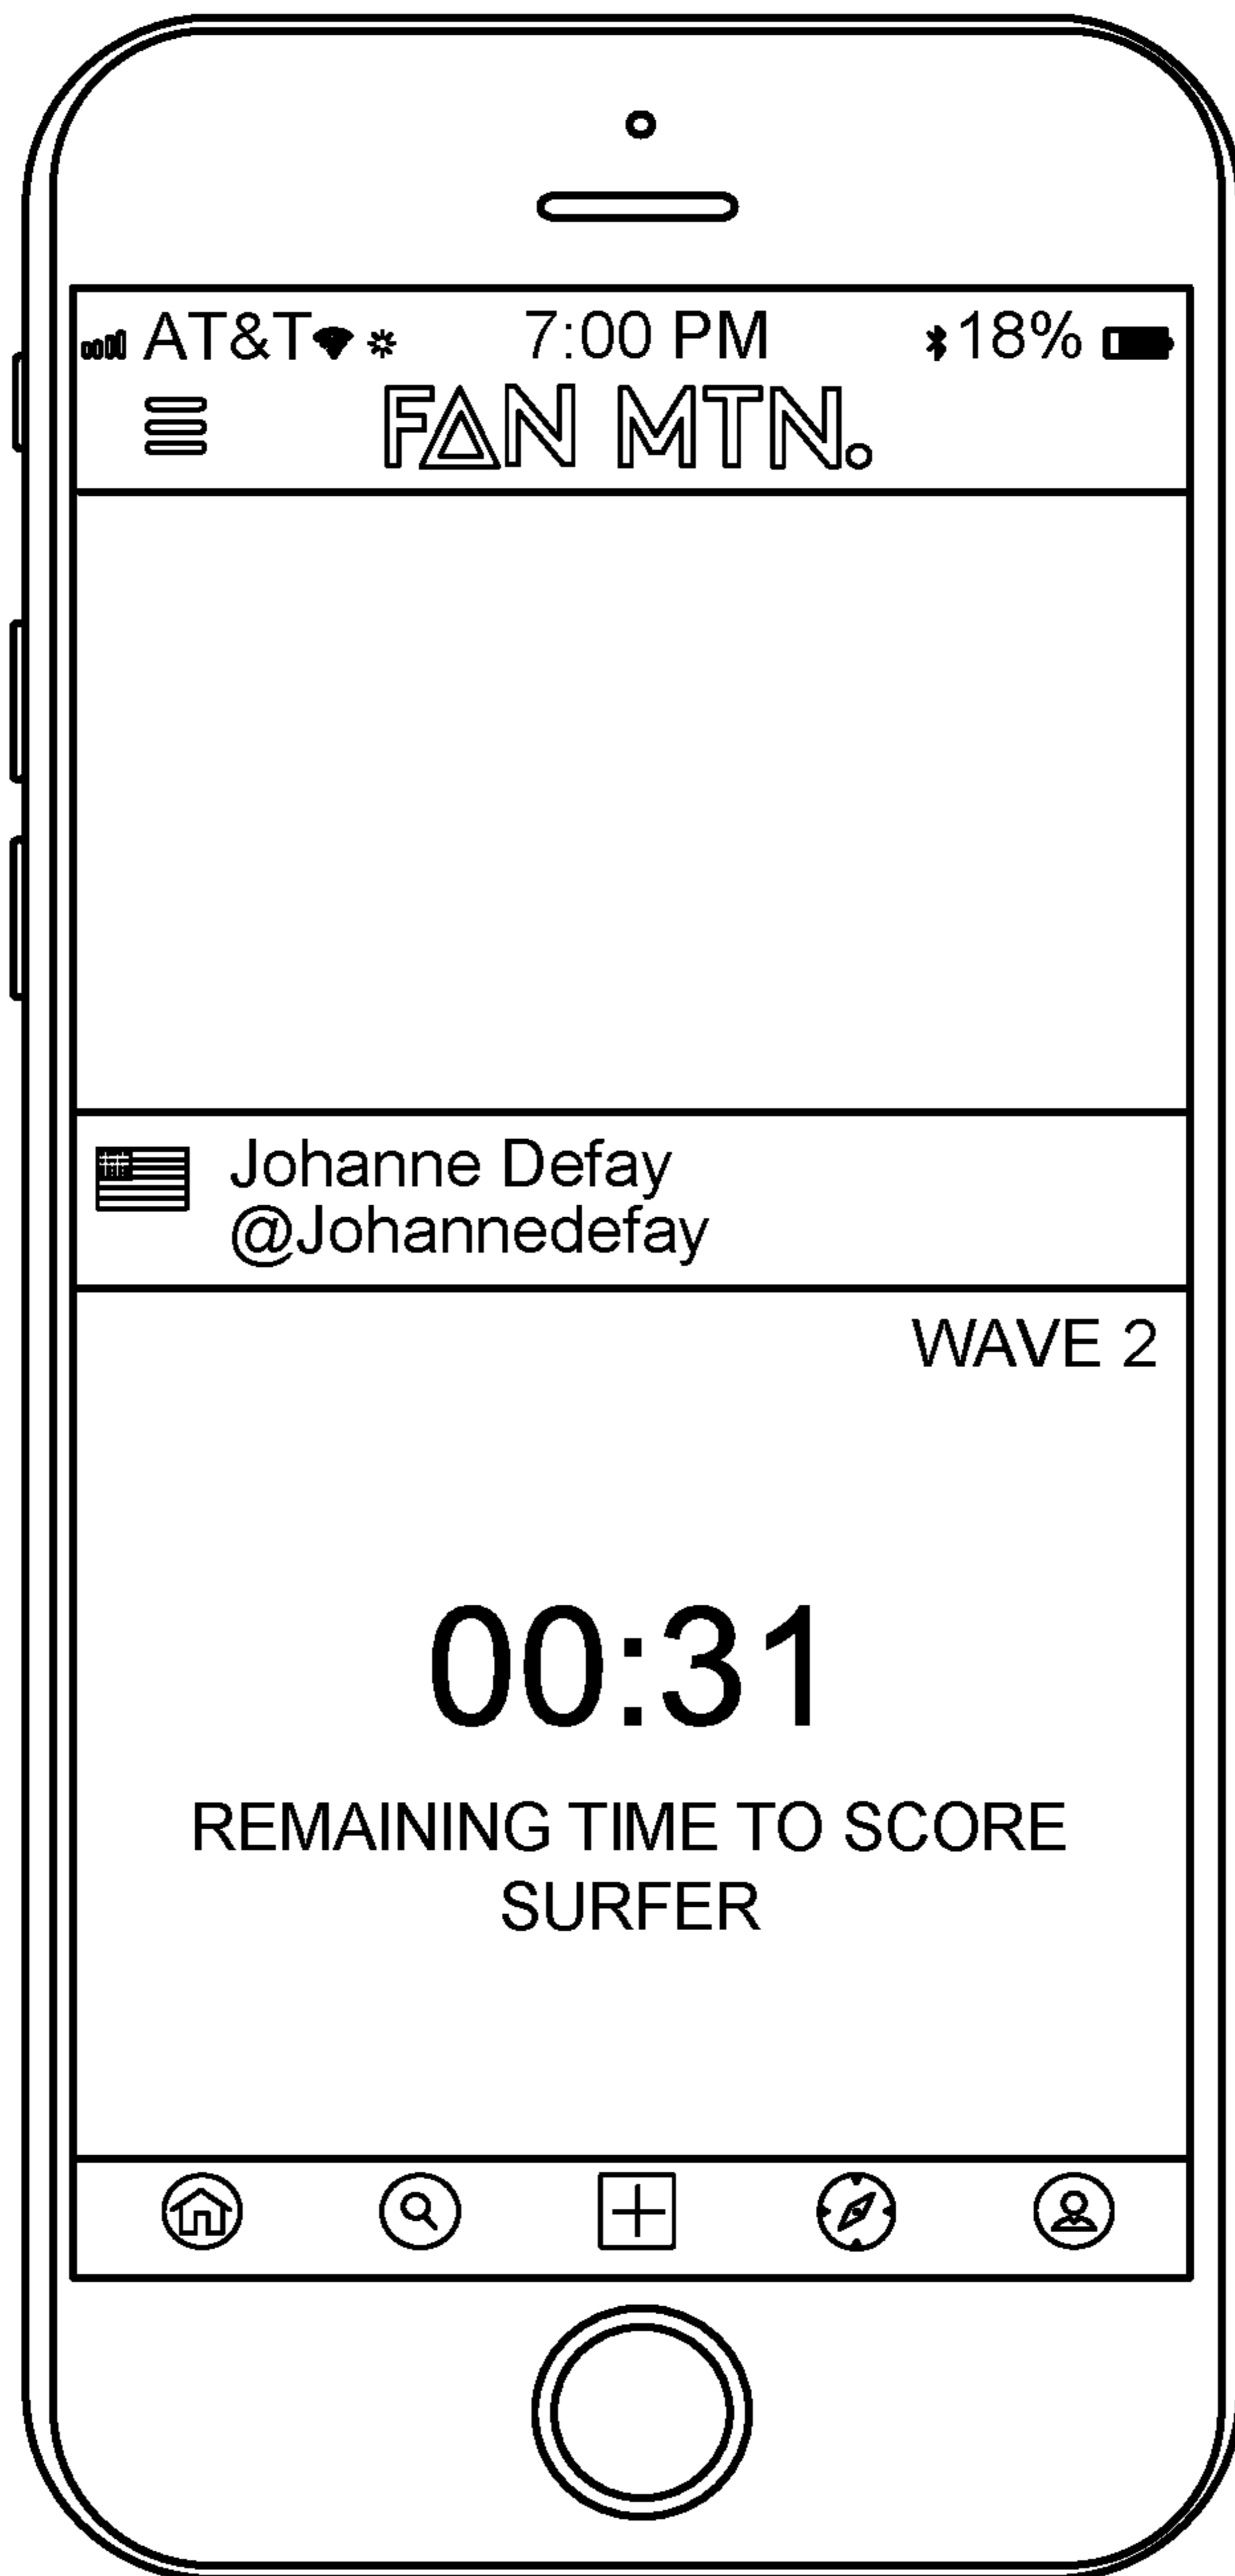 AT&T 7:00 PM 18%
FAN MTN.
Johanne Defay
@Johannedefay
WAVE 2
00:31
REMAINING TIME TO SCORE
SURFER